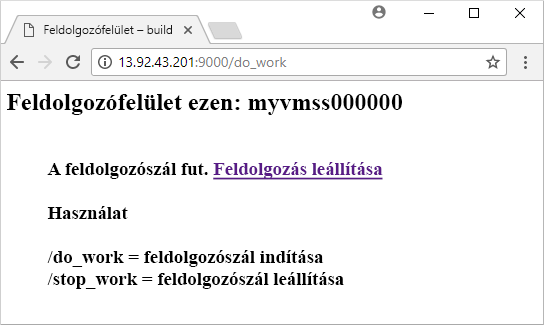 Feldolgozófelület – build
13.92.43.201:9000/do_work
Feldolgozófelület ezen: myvmss000000
A feldolgozószál fut. Feldolgozás leállítása
Használat
/do_work = feldolgozószál indítása
/stop_work = feldolgozószál leállítása